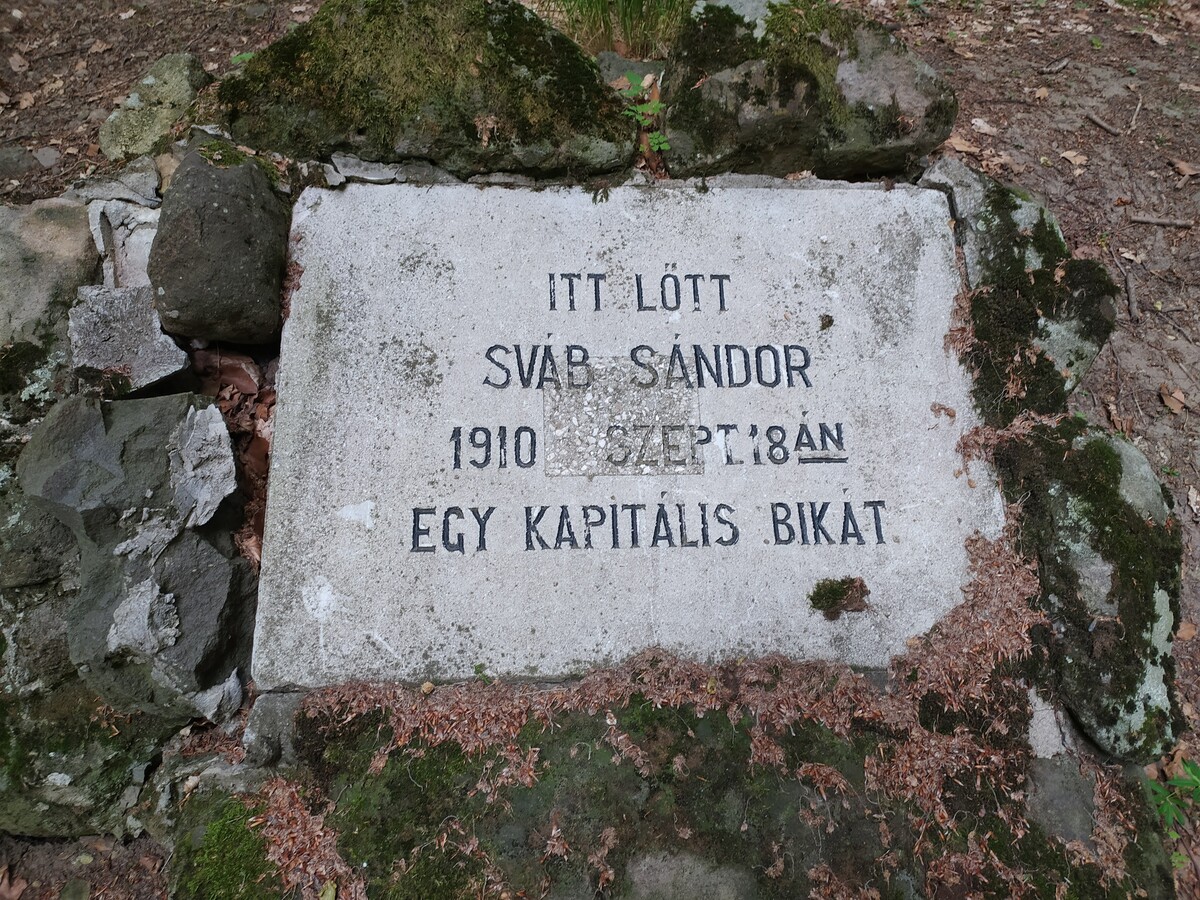 ITT LŐTT
SVÁB SÁNDOR
1910 SZEPT.18ÁN
EGY KAPITÁLIS BIKÁT